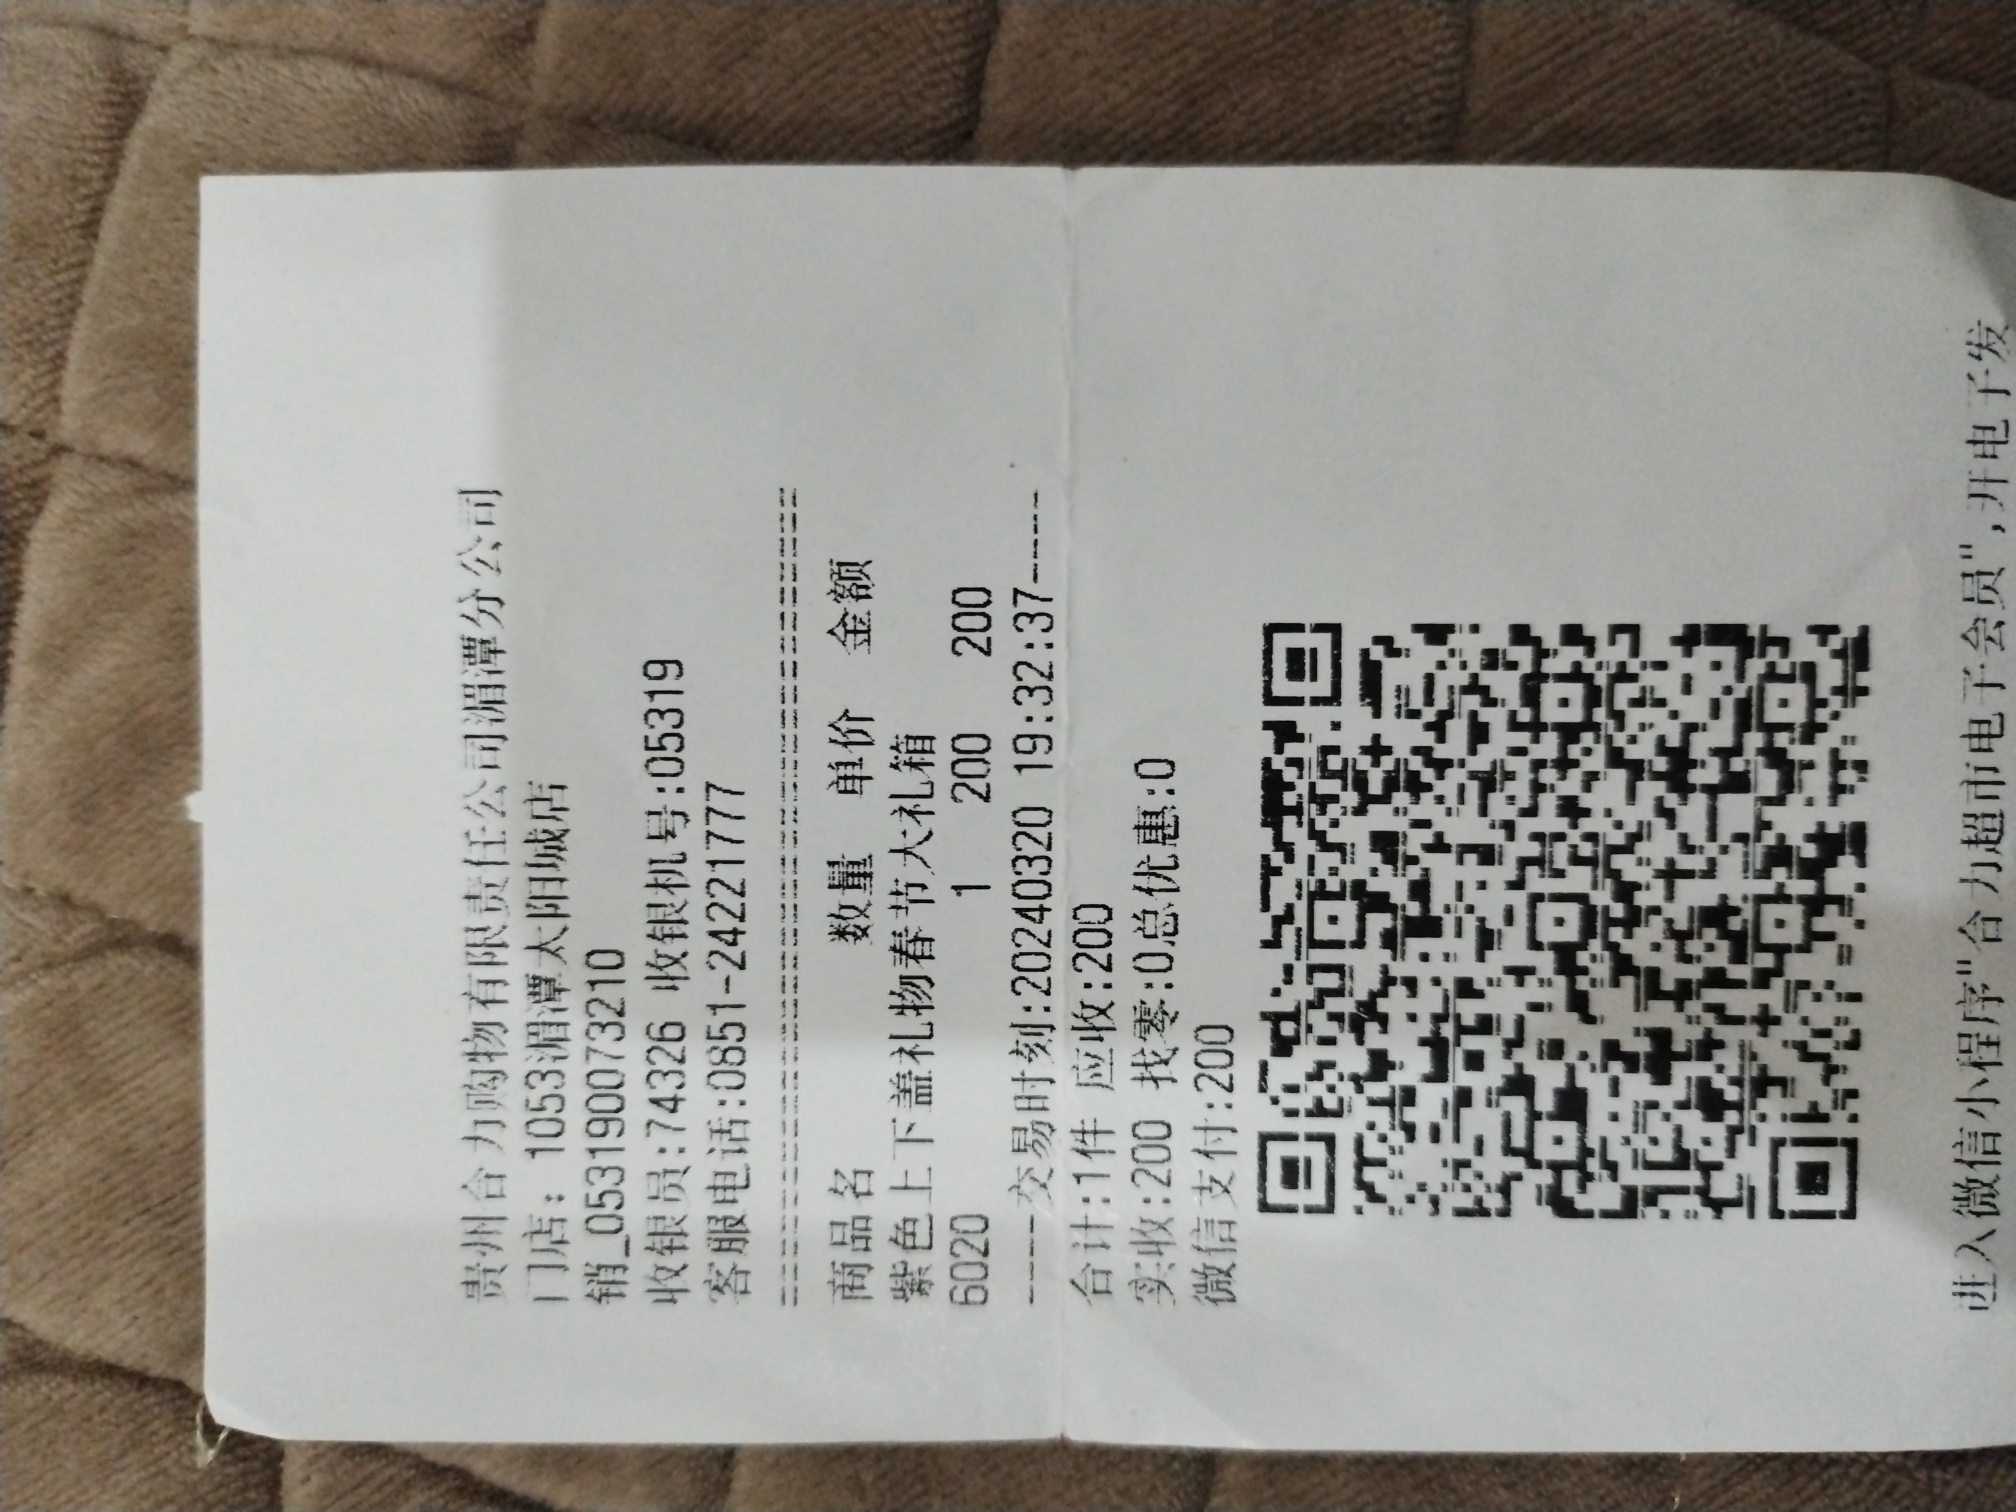 贵州合力购物有限责任公司湄潭分公司
门店: 1053湄潭太阳城店
销_053190073210
收银员:74326 收银机号:05319
客服电话:0851-24221777
================================
商品名 数量 单价 金额
紫色上下盖礼物春节大礼箱
6020 1 200 200
----交易时刻:20240320 19:32:37----
合计:1件 应收:200
实收:200 找零:0总优惠:0
微信支付:200
进入微信小程序"合力超市电子会员",开电子发